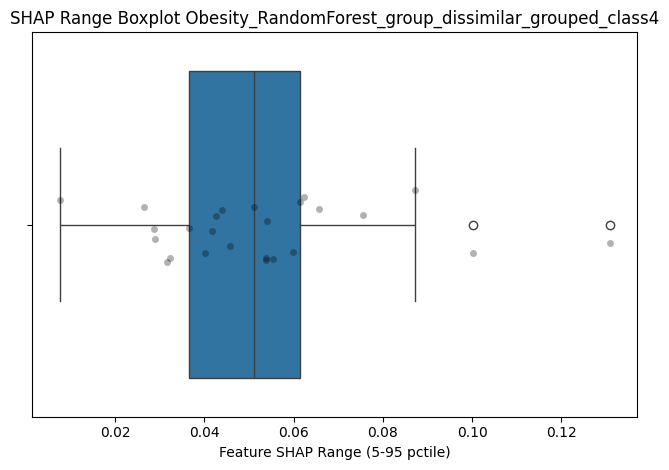 SHAP Range Boxplot Obesity_RandomForest_group_dissimilar_grouped_class4
0.02 0.04 0.06 0.08 0.10 0.12
Feature SHAP Range (5-95 pctile)